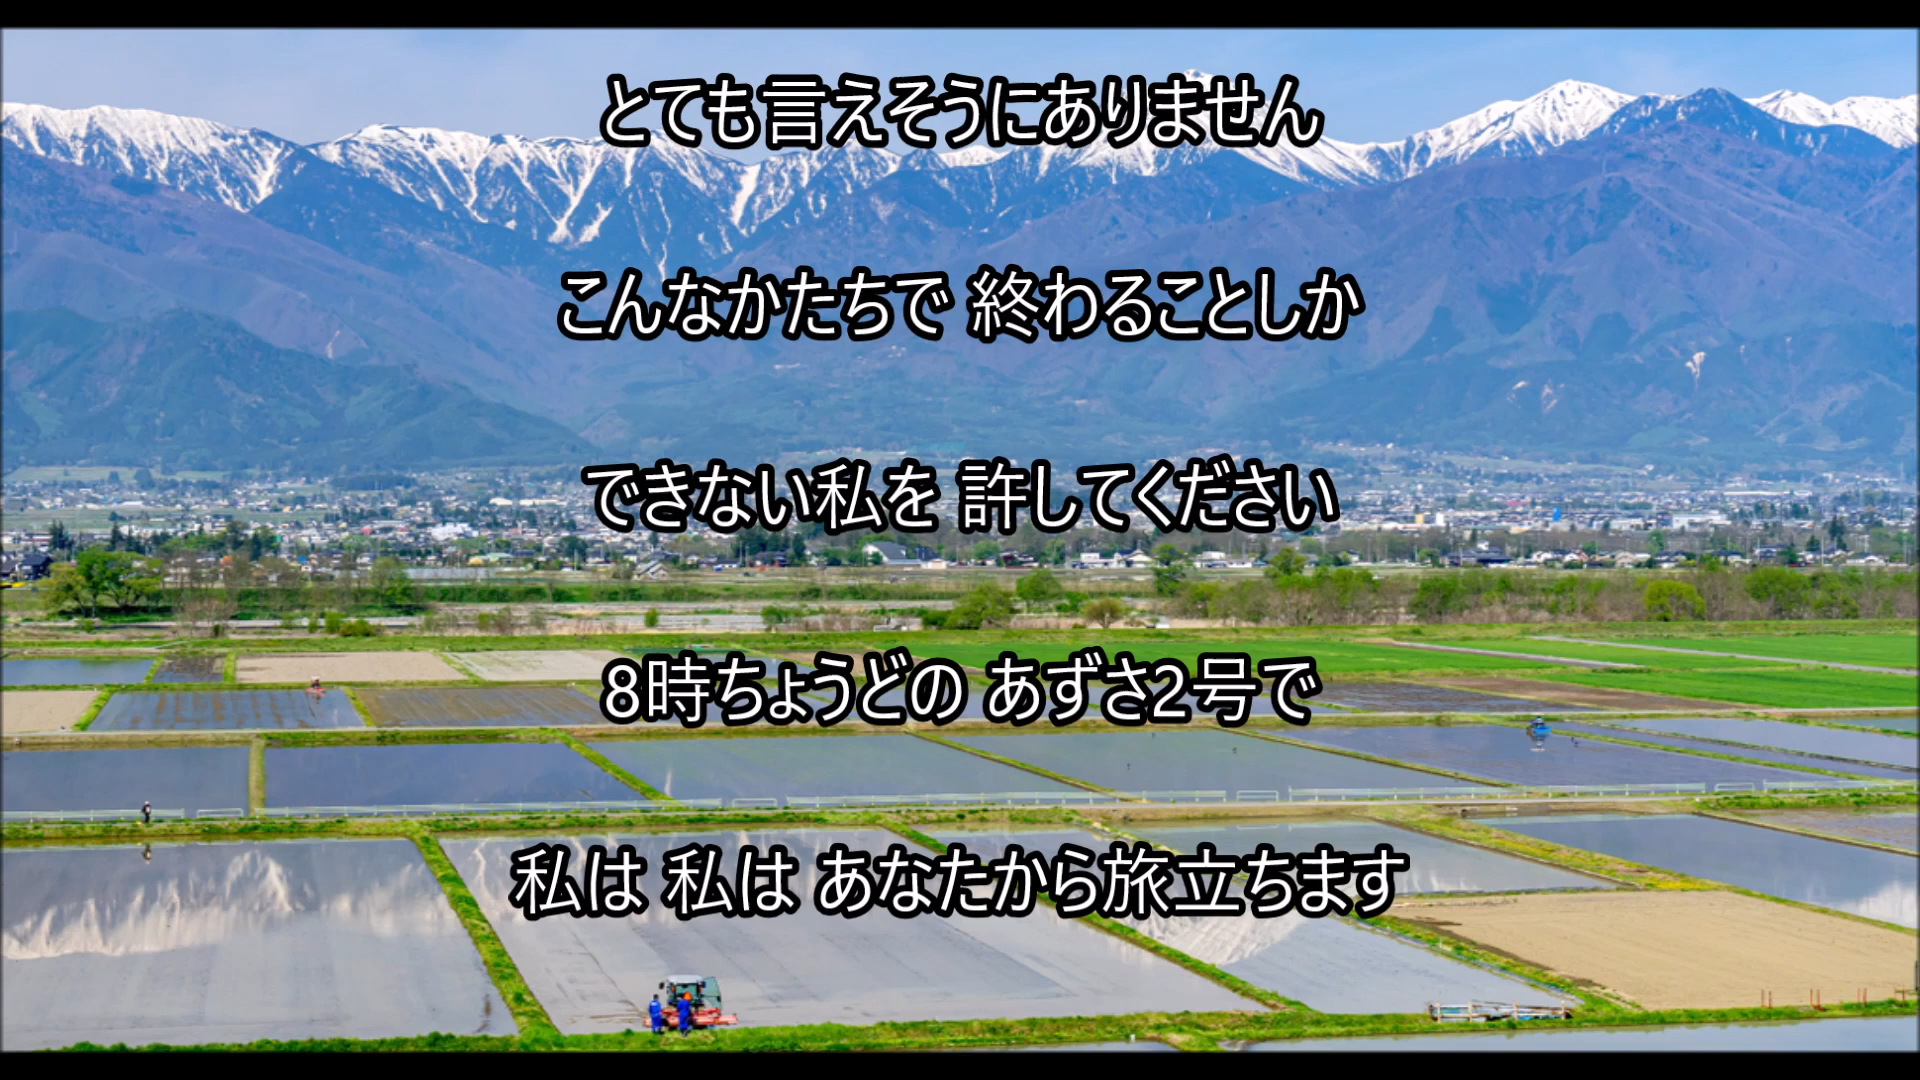 とても言えそうにありません
こんなかたちで 終わることしか
できない私を 許してください
8時ちょうどの あずさ2号で
私は 私は あなたから旅立ちます